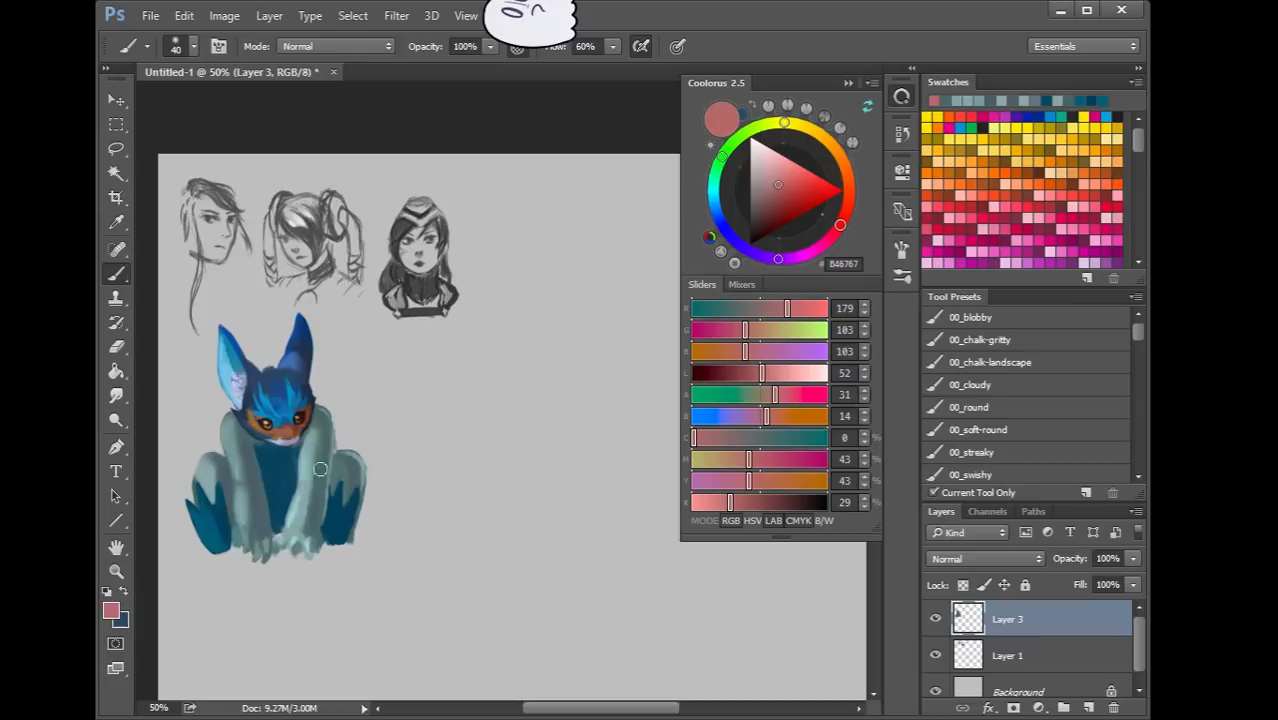 Ps File Edit Image Layer Type Select Filter 3D View
40 Mode: Normal Opacity: 100% Flow: 60% Essentials
Untitled-1 @ 50% (Layer 3, RGB/8) * ×
Coolorus 2.5
B46767
Sliders Mixers
R 179
G 103
B 103
L 52
A 31
B 14
C 0 %
M 43 %
Y 43 %
K 29 %
MODE RGB HSV LAB CMYK B/W
Swatches
Tool Presets
00_blobby
00_chalk-gritty
00_chalk-landscape
00_cloudy
00_round
00_soft-round
00_streaky
00_swishy
Current Tool Only
Layers Channels Paths
Kind
Normal Opacity: 100%
Lock: Fill: 100%
Layer 3
Layer 1
Background
50% Doc: 9.27M/3.00M